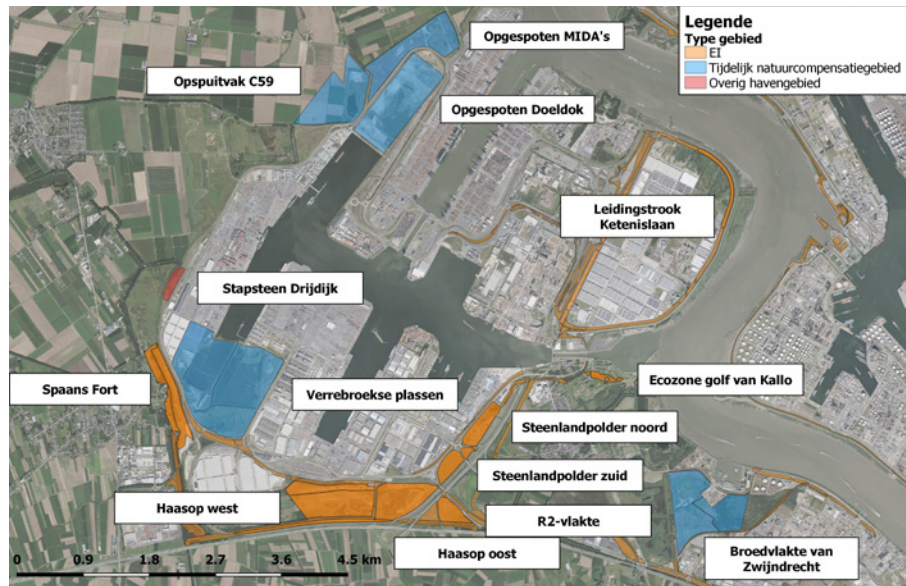 Legende
Type gebied
EI
Tijdelijk natuurcompensatiegebied
Overig havengebied
Opgespoten MIDA's
Opspuitvak C59
Opgespoten Doeldok
Leidingstrook
Ketenislaan
Stapsteen Drijdijk
Spaans Fort
Verrebroekse plassen
Ecozone golf van Kallo
Steenlandpolder noord
Steenlandpolder zuid
Haasop west
R2-vlakte
Haasop oost
Broedvlakte van
Zwijndrecht
0 0.9 1.8 2.7 3.6 4.5 km